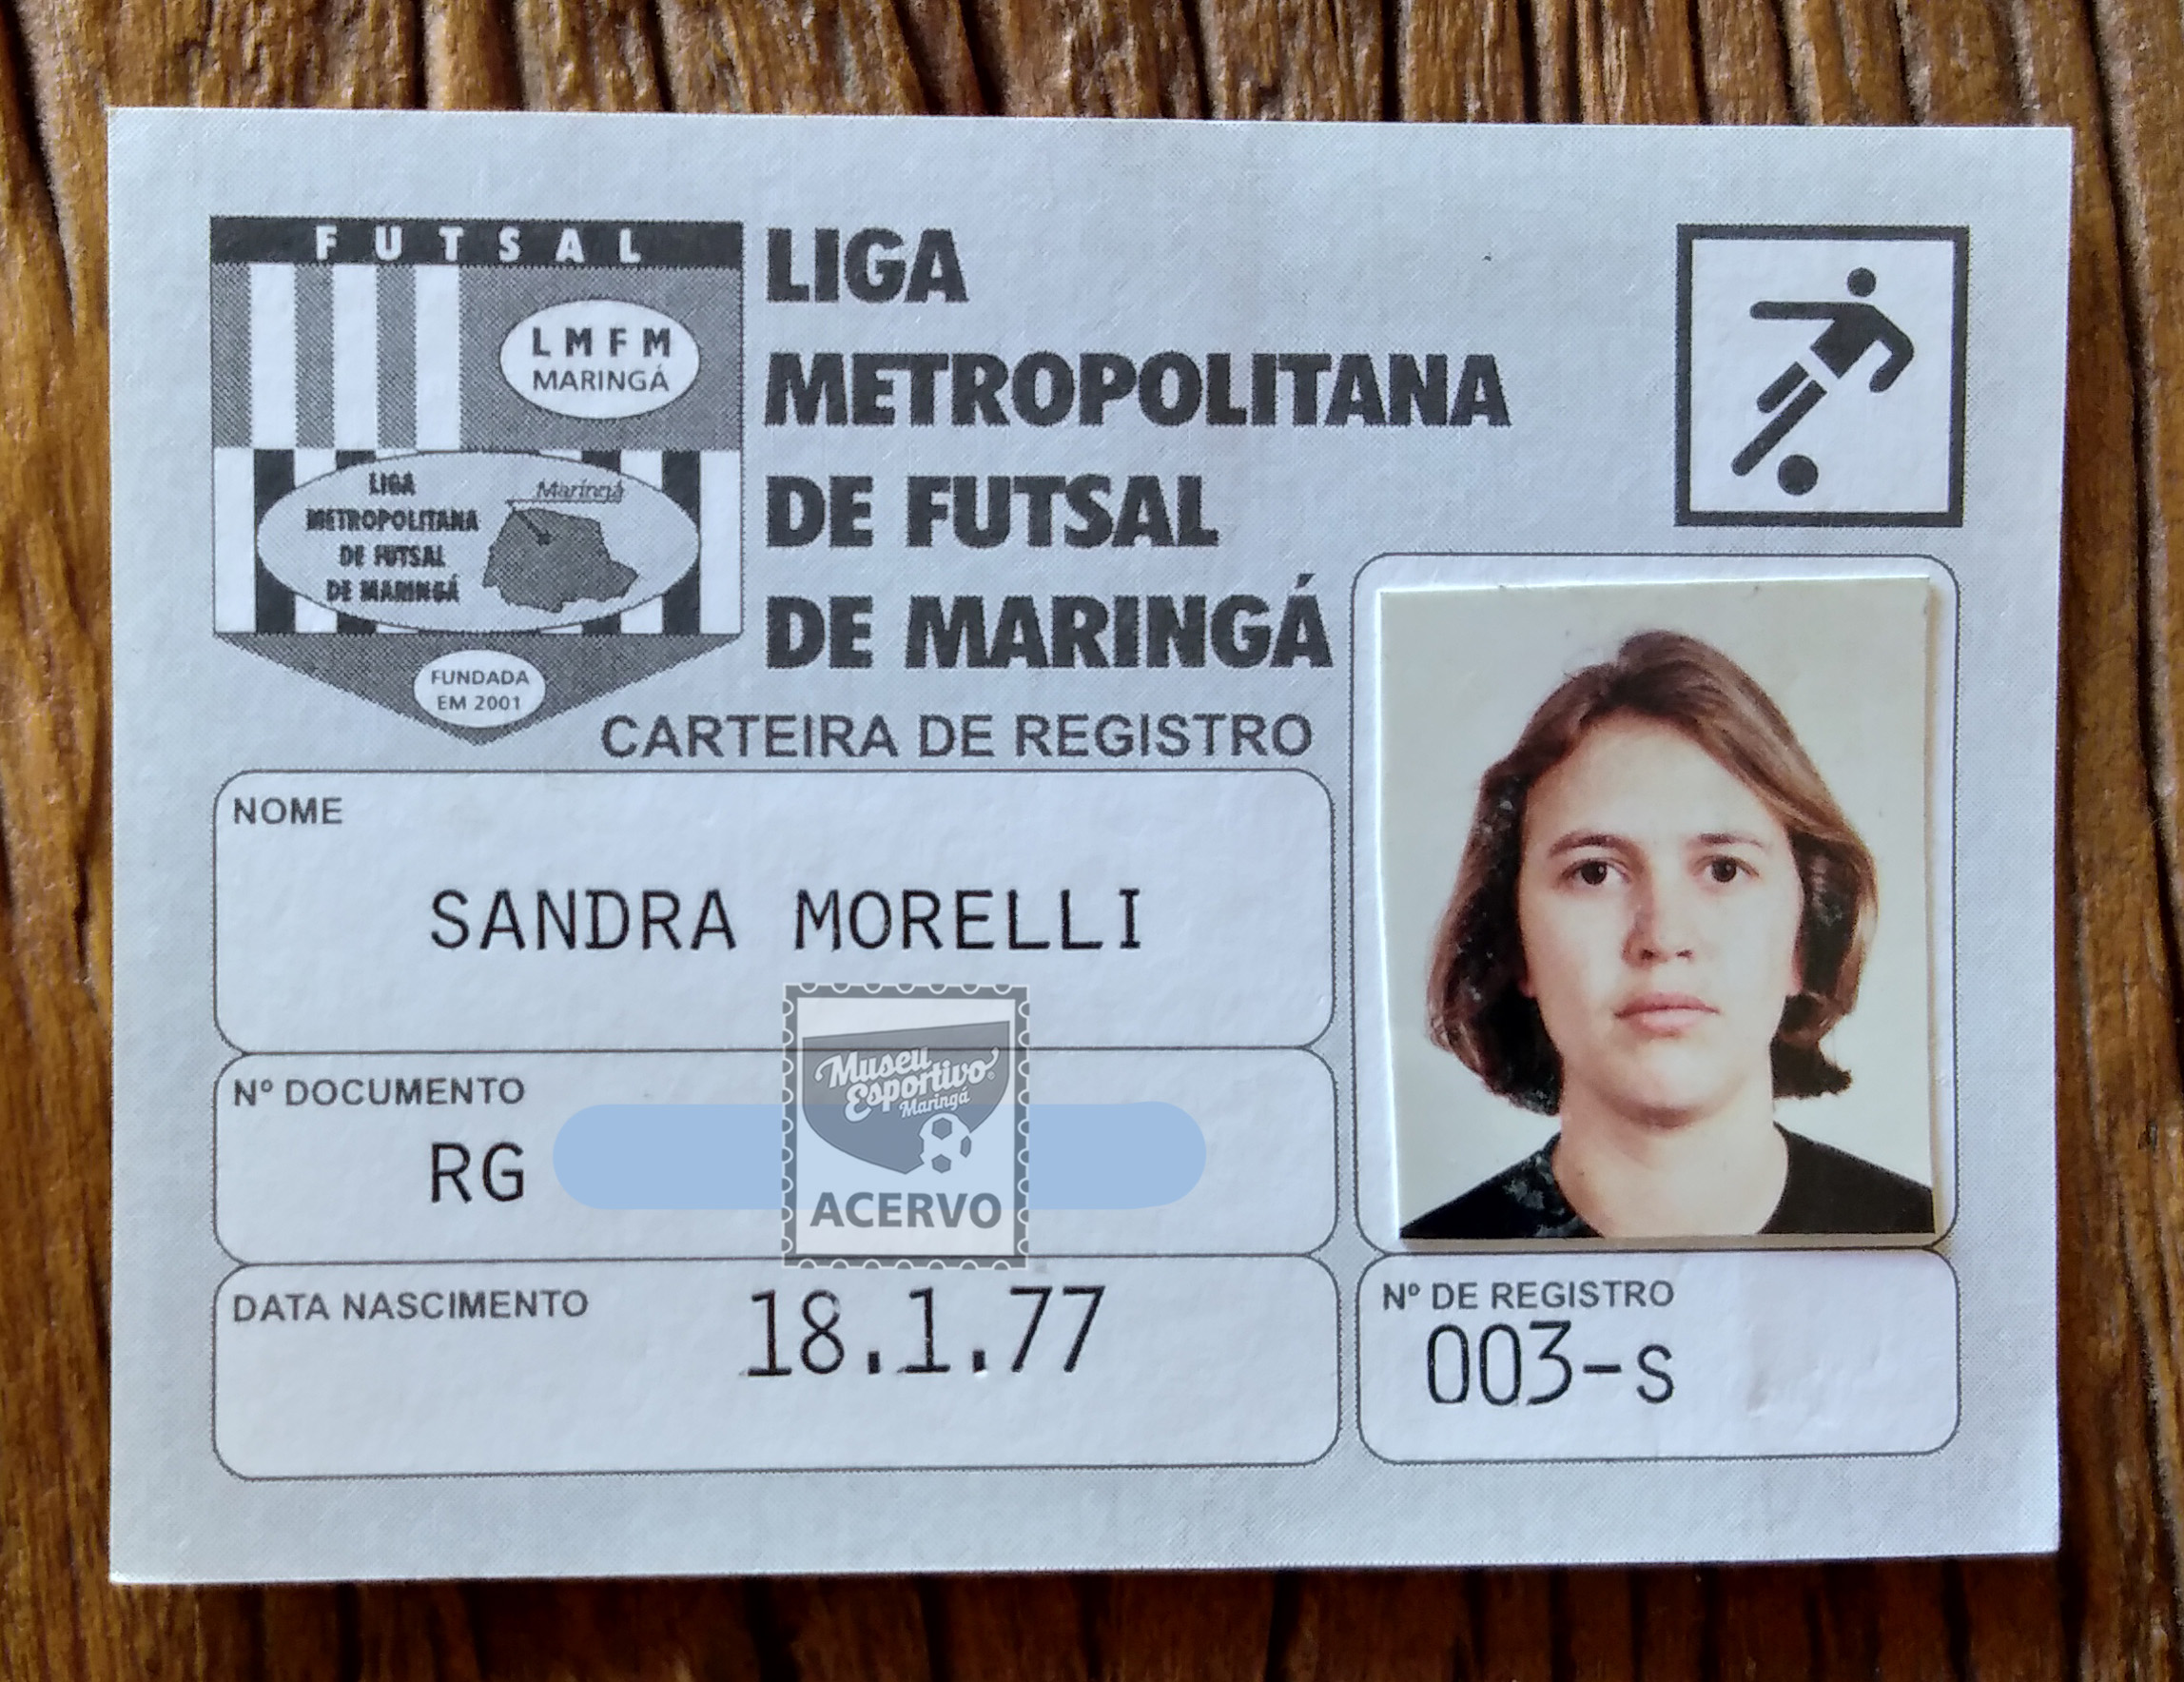 FUTSAL
LMFM
MARINGÁ
LIGA
METROPOLITANA
DE FUTSAL
DE MARINGÁ
Maringá
FUNDADA
EM 2001
LIGA
METROPOLITANA
DE FUTSAL
DE MARINGÁ
CARTEIRA DE REGISTRO
NOME
SANDRA MORELLI
Nº DOCUMENTO
RG
Museu
Esportivo
Maringá
ACERVO
DATA NASCIMENTO
18.1.77
Nº DE REGISTRO
003-S